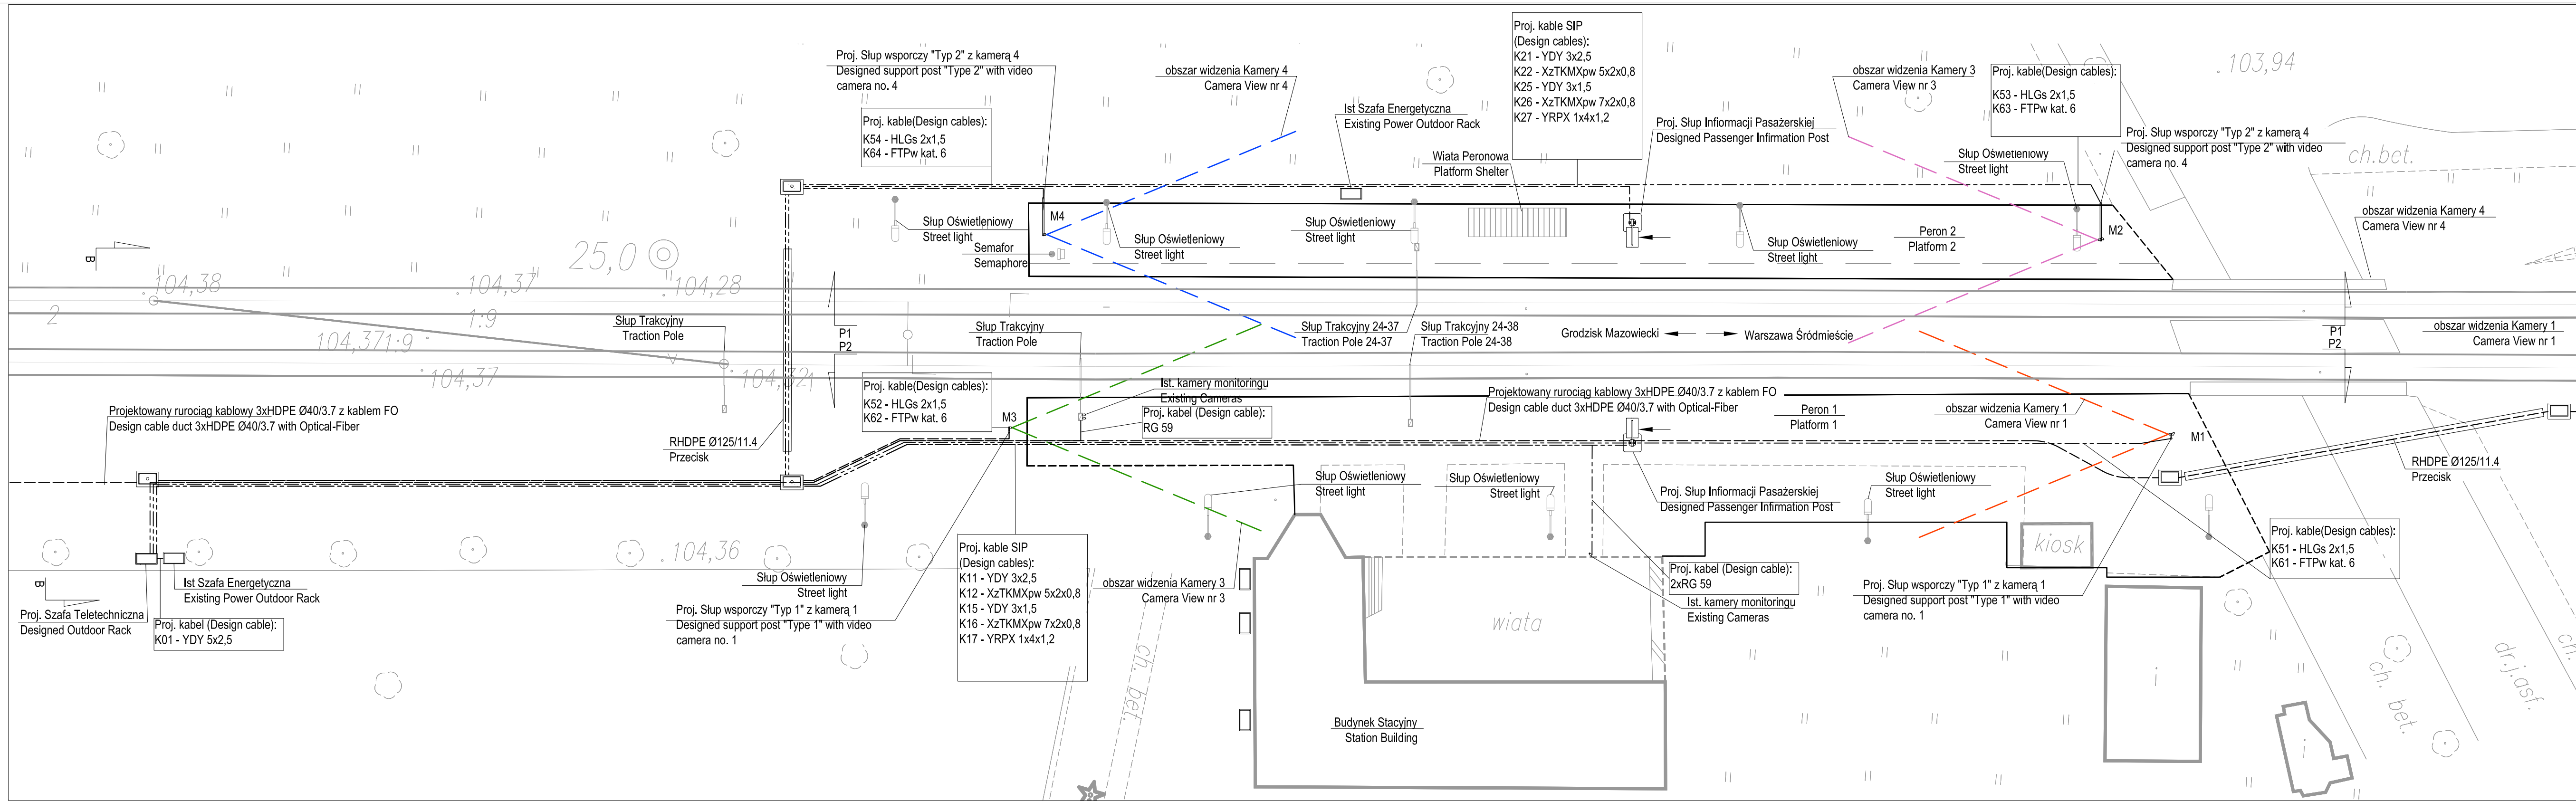 Proj. Słup wsporczy "Typ 2" z kamerą 4
Designed support post "Type 2" with video
camera no. 4
obszar widzenia Kamery 4
Camera View nr 4
Proj. kable SIP
(Design cables):
K21 - YDY 3x2,5
K22 - XzTKMXpw 5x2x0,8
K25 - YDY 3x1,5
K26 - XzTKMXpw 7x2x0,8
K27 - YRPX 1x4x1,2
obszar widzenia Kamery 3
Camera View nr 3
Proj. kable(Design cables):
K53 - HLGs 2x1,5
K63 - FTPw kat. 6
103,94
Proj. kable(Design cables):
K54 - HLGs 2x1,5
K64 - FTPw kat. 6
Ist Szafa Energetyczna
Existing Power Outdoor Rack
Proj. Słup Informacji Pasażerskiej
Designed Passenger Infirmation Post
Proj. Słup wsporczy "Typ 2" z kamerą 4
Designed support post "Type 2" with video
camera no. 4
Wiata Peronowa
Platform Shelter
Słup Oświetleniowy
Street light
ch.bet.
obszar widzenia Kamery 4
Camera View nr 4
Słup Oświetleniowy
Street light
M4
Słup Oświetleniowy
Street light
Słup Oświetleniowy
Street light
Słup Oświetleniowy
Street light
Peron 2
Platform 2
M2
Semafor
Semaphore
B
25,0
104,38
104,37
104,28
2
1:9
104,371:9
104,37
104,32
1
Słup Trakcyjny
Traction Pole
P1
P2
Słup Trakcyjny
Traction Pole
Słup Trakcyjny 24-37
Traction Pole 24-37
Słup Trakcyjny 24-38
Traction Pole 24-38
Grodzisk Mazowiecki
Warszawa Śródmieście
P1
P2
obszar widzenia Kamery 1
Camera View nr 1
Proj. kable(Design cables):
K52 - HLGs 2x1,5
K62 - FTPw kat. 6
Ist. kamery monitoringu
Existing Cameras
Proj. kabel (Design cable):
RG 59
M3
Projektowany rurociąg kablowy 3xHDPE Ø40/3.7 z kablem FO
Design cable duct 3xHDPE Ø40/3.7 with Optical-Fiber
Peron 1
Platform 1
obszar widzenia Kamery 1
Camera View nr 1
M1
Projektowany rurociąg kablowy 3xHDPE Ø40/3.7 z kablem FO
Design cable duct 3xHDPE Ø40/3.7 with Optical-Fiber
RHDPE Ø125/11.4
Przecisk
RHDPE Ø125/11.4
Przecisk
Słup Oświetleniowy
Street light
Słup Oświetleniowy
Street light
Proj. Słup Informacji Pasażerskiej
Designed Passenger Infirmation Post
Słup Oświetleniowy
Street light
104,36
Proj. kable SIP
(Design cables):
K11 - YDY 3x2,5
K12 - XzTKMXpw 5x2x0,8
K15 - YDY 3x1,5
K16 - XzTKMXpw 7x2x0,8
K17 - YRPX 1x4x1,2
kiosk
Proj. kable(Design cables):
K51 - HLGs 2x1,5
K61 - FTPw kat. 6
B
Ist Szafa Energetyczna
Existing Power Outdoor Rack
Słup Oświetleniowy
Street light
obszar widzenia Kamery 3
Camera View nr 3
Proj. kabel (Design cable):
2xRG 59
Ist. kamery monitoringu
Existing Cameras
Proj. Słup wsporczy "Typ 1" z kamerą 1
Designed support post "Type 1" with video
camera no. 1
Proj. Szafa Teletechniczna
Designed Outdoor Rack
Proj. kabel (Design cable):
K01 - YDY 5x2,5
Proj. Słup wsporczy "Typ 1" z kamerą 1
Designed support post "Type 1" with video
camera no. 1
wiata
ch. bet.
i
i
ch. bet.
dr.j.asf.
ch.
Budynek Stacyjny
Station Building